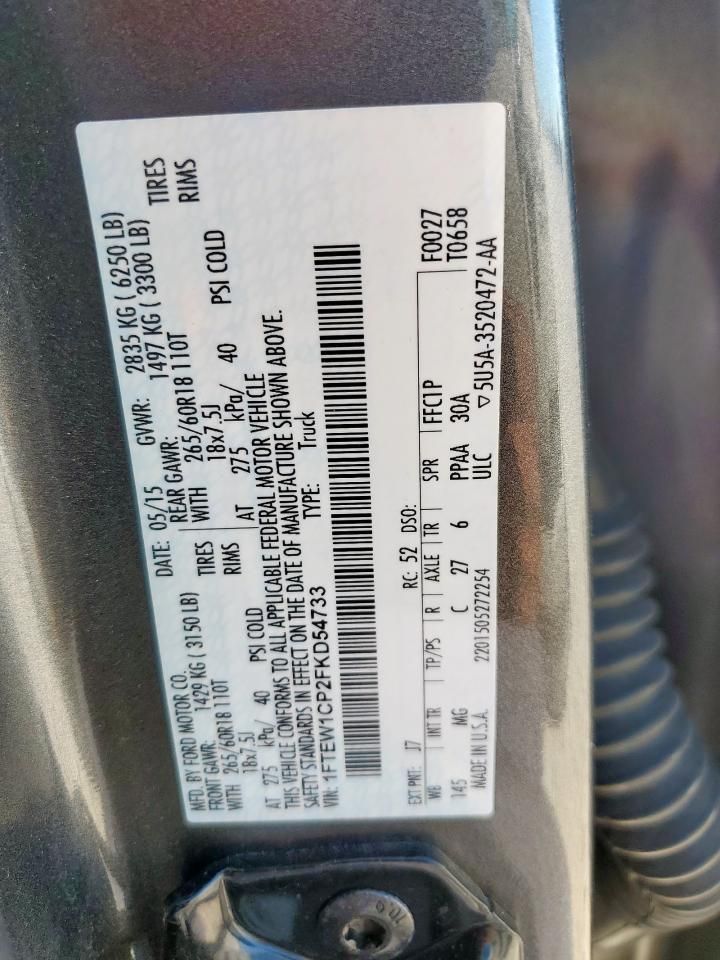 MFD. BY FORD MOTOR CO. DATE: 05/15 GVWR: 2835 KG ( 6250 LB)
FRONT GAWR: 1429 KG ( 3150 LB) REAR GAWR: 1497 KG ( 3300 LB)
WITH 265/60R18 110T TIRES WITH 265/60R18 110T TIRES
18x7.5J RIMS 18x7.5J RIMS
AT 275 kPa/ 40 PSI COLD AT 275 kPa/ 40 PSI COLD
THIS VEHICLE CONFORMS TO ALL APPLICABLE FEDERAL MOTOR VEHICLE
SAFETY STANDARDS IN EFFECT ON THE DATE OF MANUFACTURE SHOWN ABOVE.
VIN: 1FTEW1CP2FKD54733 TYPE: Truck
EXT PNT: J7 RC: 52 DSO: F0027
WB INT TR TP/PS R AXLE TR SPR FFC1P T0658
145 MG C 27 6 PPAA 30A
MADE IN U.S.A. 2201505272254 ULC ▽5U5A-3520472-AA